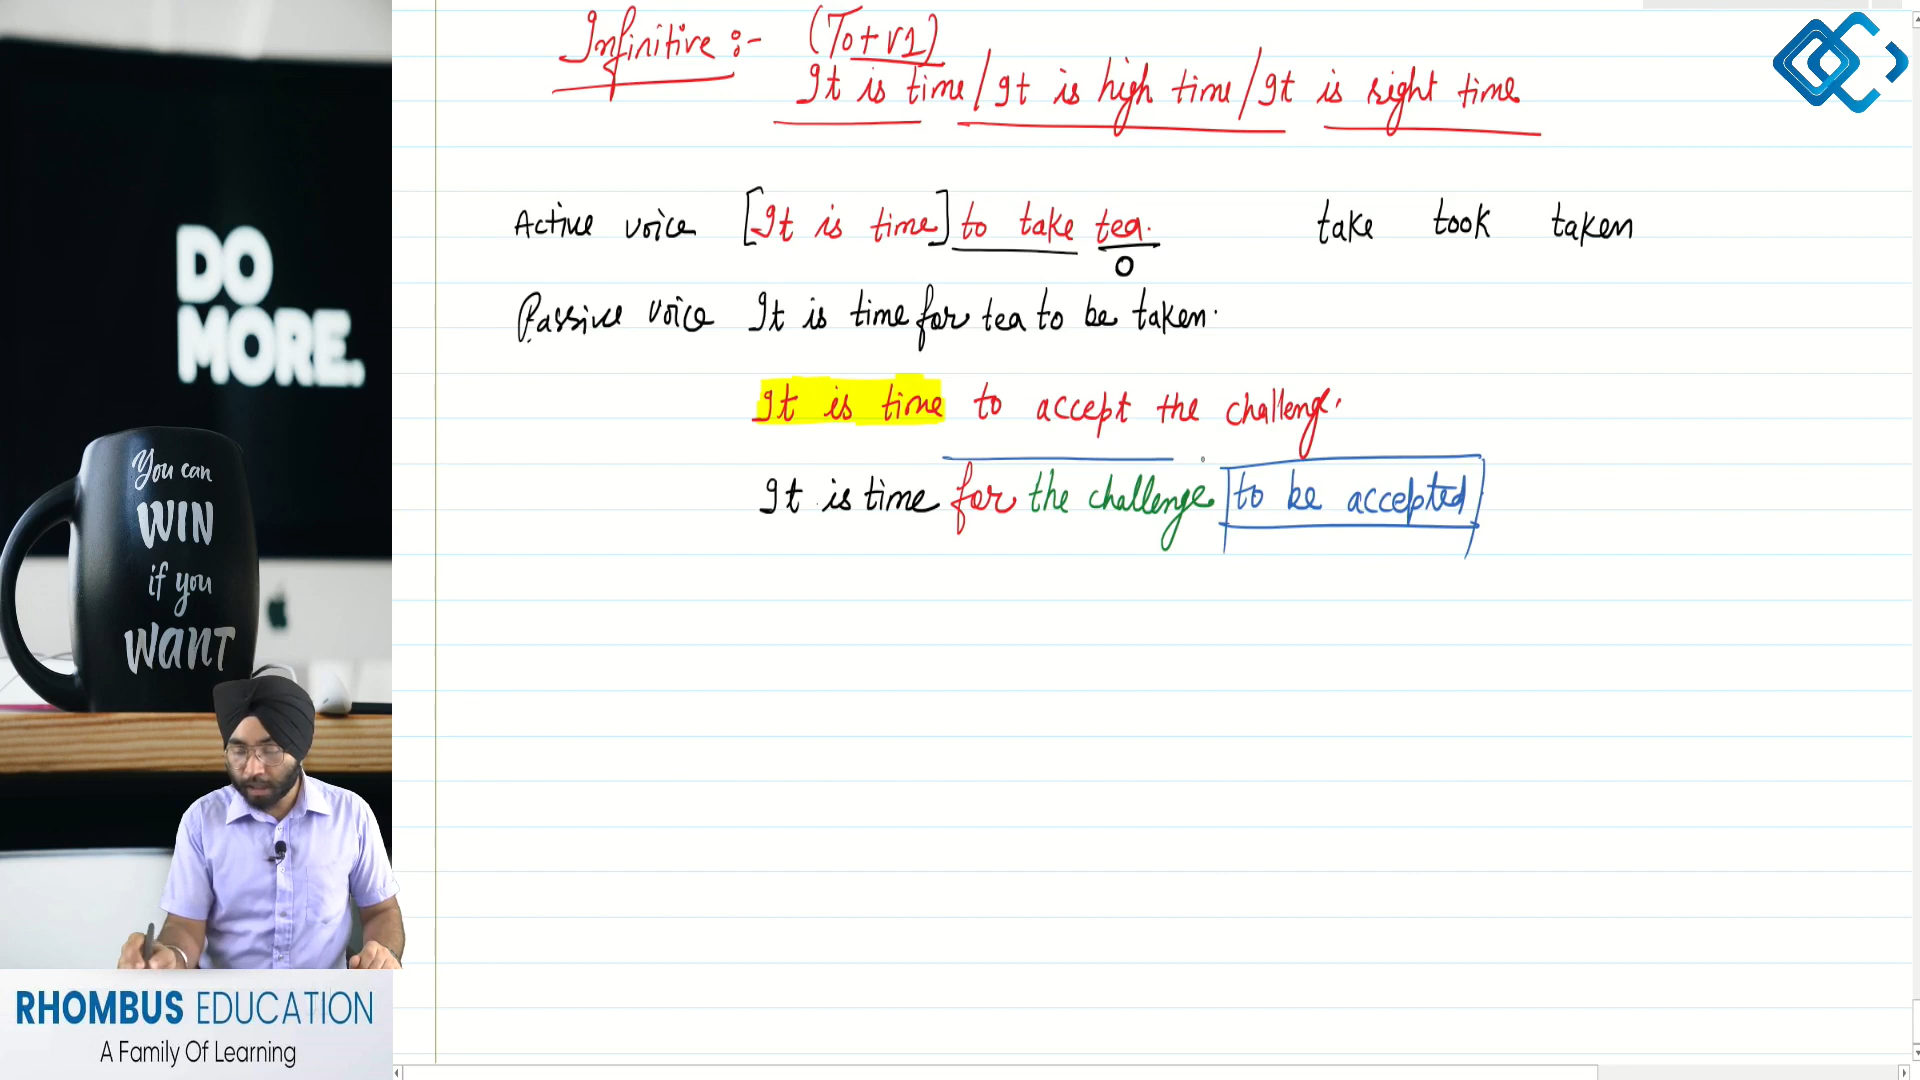 Infinitive :- (To+V1)
It is time / It is high time / It is right time
Active voice [It is time] to take tea. take took taken
O
Passive voice It is time for tea to be taken.
It is time to accept the challenge.
It is time for the challenge to be accepted
DO
MORE.
You can
WIN
if you
WANT
RHOMBUS EDUCATION
A Family Of Learning